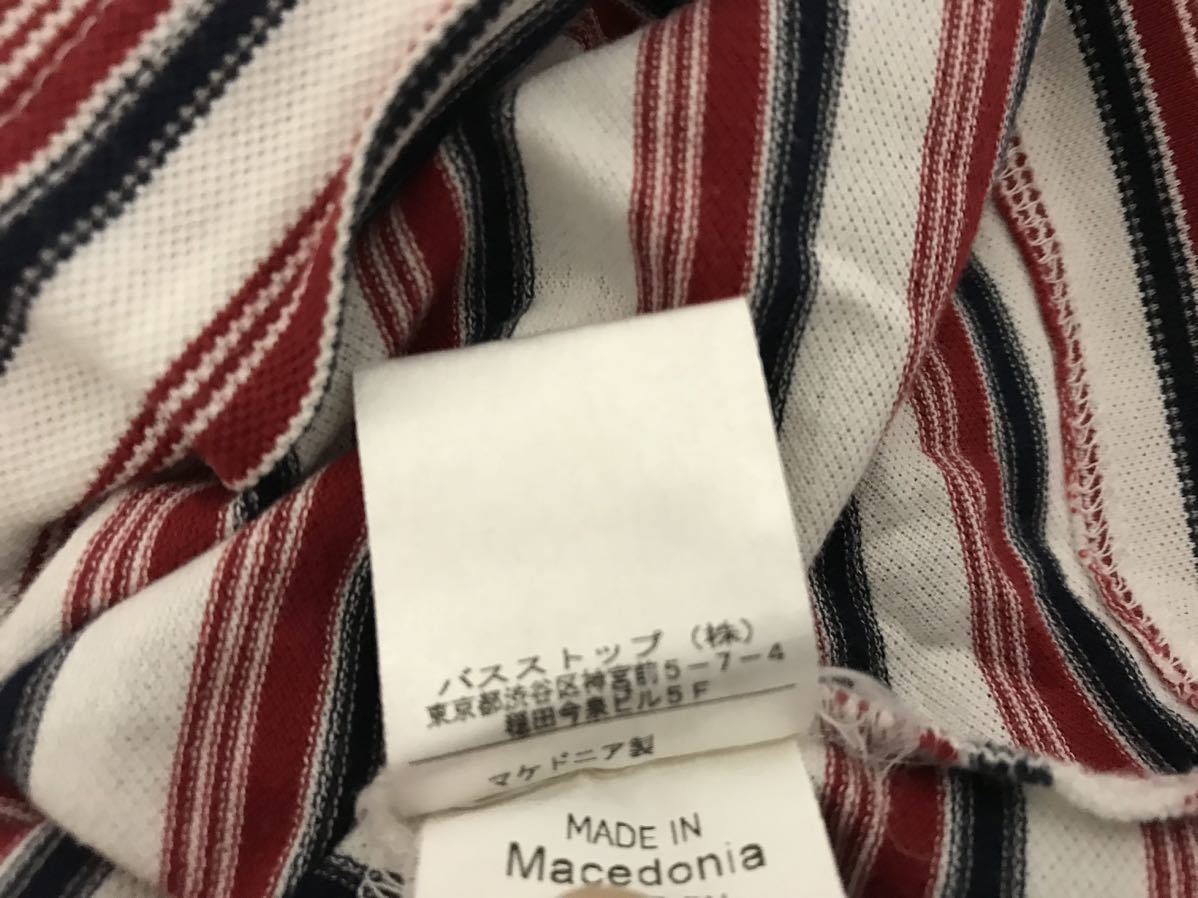 バスストップ（株）
東京都渋谷区神宮前5-7-4
穏田今泉ビル5F
マケドニア製
MADE IN
Macedonia